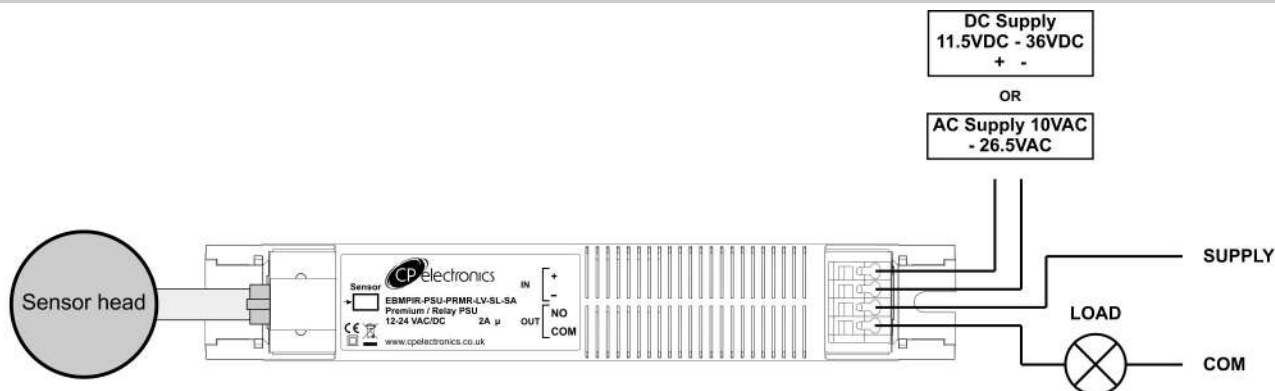 DC Supply
11.5VDC - 36VDC
+ -
OR
AC Supply 10VAC
- 26.5VAC
Sensor head
CP electronics
Sensor
EBMPIR-PSU-PRMR-LV-SL-SA
Premium / Relay PSU
12-24 VAC/DC 2A µ
CE
www.cpelectronics.co.uk
IN + –
OUT NO
COM
SUPPLY
LOAD
COM